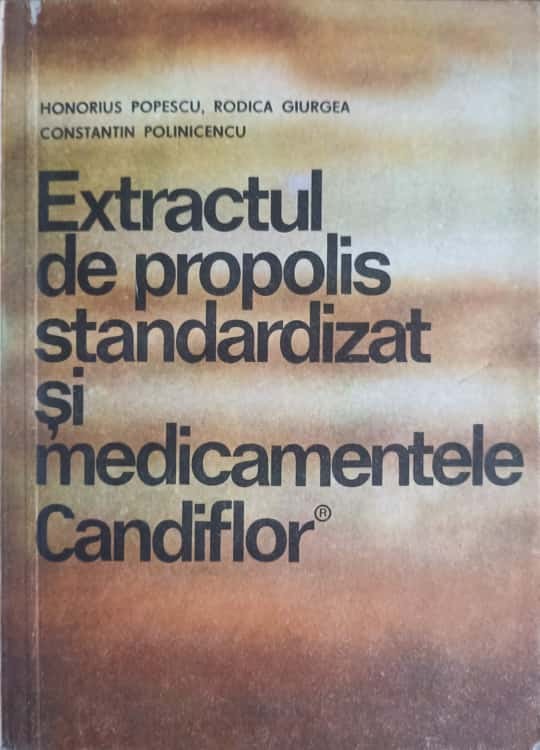 HONORIUS POPESCU, RODICA GIURGEA
CONSTANTIN POLINICENCU
Extractul
de propolis
standardizat
și
medicamentele
Candiflor®